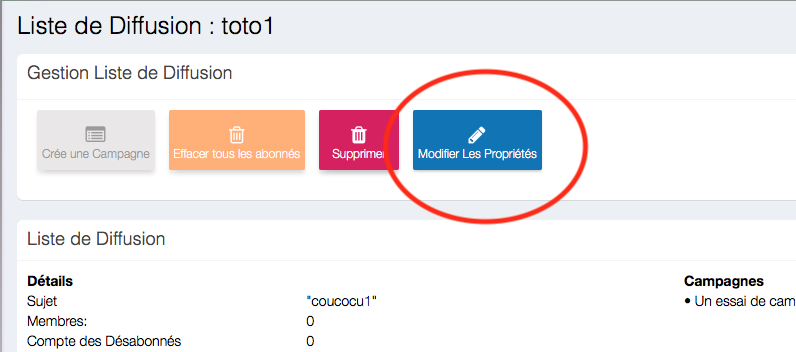 Liste de Diffusion : toto1
Gestion Liste de Diffusion
Crée une Campagne
Effacer tous les abonnés
Supprimer
Modifier Les Propriétés
Liste de Diffusion
Détails
Campagnes
Sujet "coucocu1"
• Un essai de cam
Membres: 0
Compte des Désabonnés 0